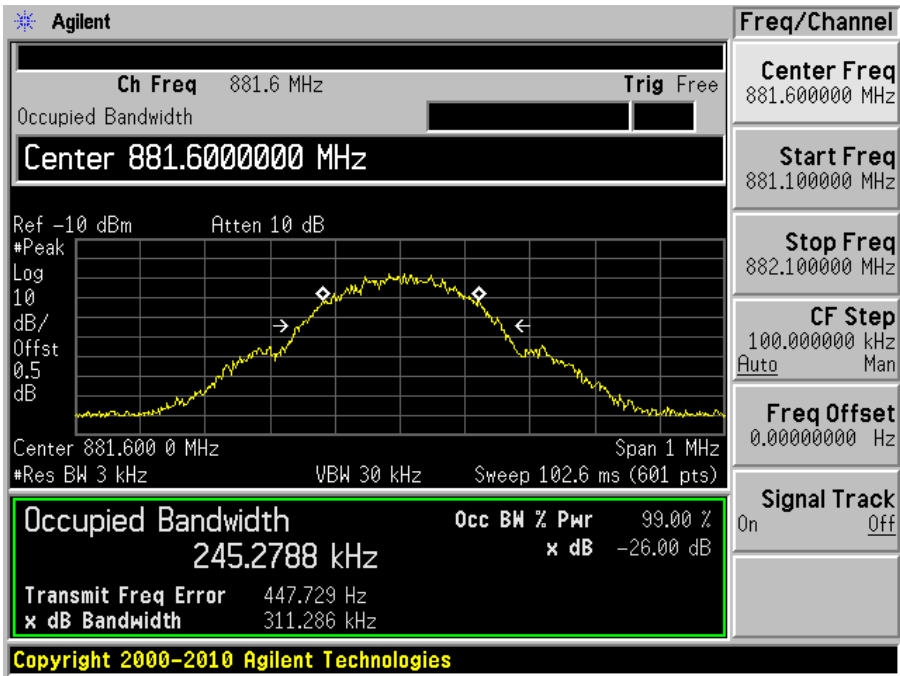 Agilent
Freq/Channel
Ch Freq 881.6 MHz Trig Free
Occupied Bandwidth
Center 881.6000000 MHz
Ref -10 dBm Atten 10 dB
#Peak
Log
10
dB/
Offst
0.5
dB
Center 881.600 0 MHz Span 1 MHz
#Res BW 3 kHz VBW 30 kHz Sweep 102.6 ms (601 pts)
Occupied Bandwidth Occ BW % Pwr 99.00 %
245.2788 kHz x dB -26.00 dB
Transmit Freq Error 447.729 Hz
x dB Bandwidth 311.286 kHz
Copyright 2000-2010 Agilent Technologies
Center Freq
881.600000 MHz
Start Freq
881.100000 MHz
Stop Freq
882.100000 MHz
CF Step
100.000000 kHz
Auto Man
Freq Offset
0.00000000 Hz
Signal Track
On Off